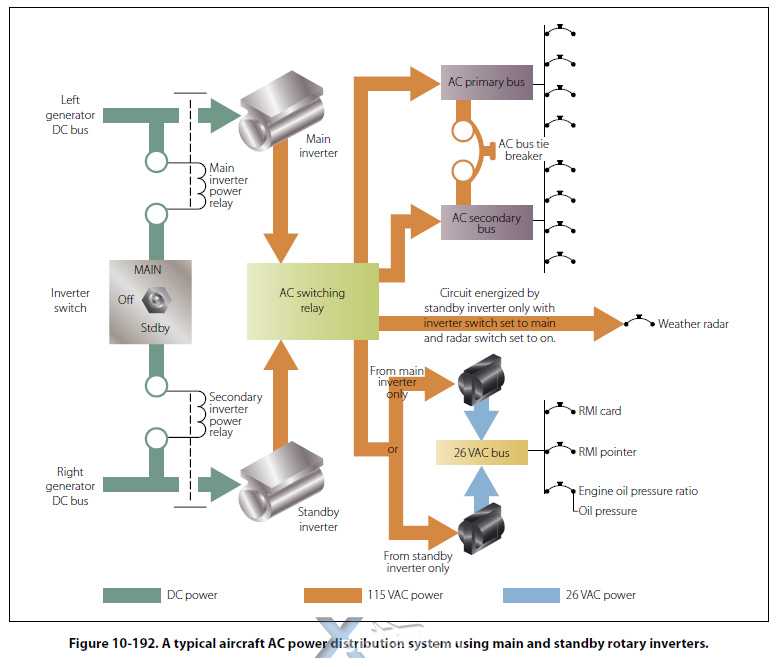 Left
generator
DC bus
Main
inverter
Main
inverter
power
relay
AC primary bus
AC bus tie
breaker
AC secondary
bus
MAIN
Off
Stdby
Inverter
switch
AC switching
relay
Circuit energized by
standby inverter only with
inverter switch set to main
and radar switch set to on.
Weather radar
From main
inverter
only
Secondary
inverter
power
relay
or
26 VAC bus
RMI card
RMI pointer
Engine oil pressure ratio
Oil pressure
Right
generator
DC bus
Standby
inverter
From standby
inverter only
DC power
115 VAC power
26 VAC power
Figure 10-192. A typical aircraft AC power distribution system using main and standby rotary inverters.